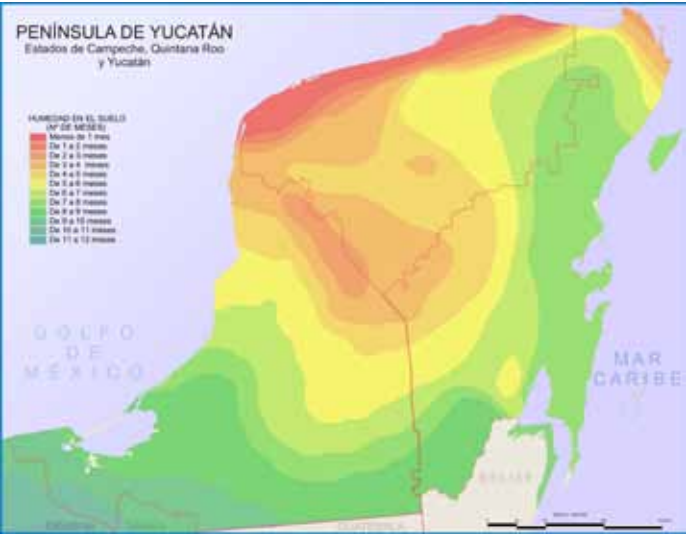 PENÍNSULA DE YUCATÁN
Estados de Campeche, Quintana Roo
y Yucatán
HUMEDAD EN EL SUELO
(Nº DE MESES)
Menos de 1 mes
De 1 a 2 meses
De 2 a 3 meses
De 3 a 4 meses
De 4 a 5 meses
De 5 a 6 meses
De 6 a 7 meses
De 7 a 8 meses
De 8 a 9 meses
De 9 a 10 meses
De 10 a 11 meses
De 11 a 12 meses
GOLFO
DE
MÉXICO
MAR
CARIBE
BELICE
GUATEMALA